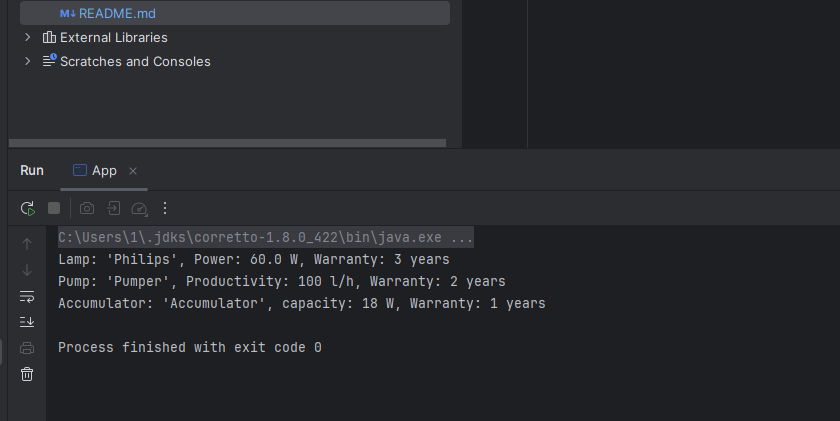 README.md
External Libraries
Scratches and Consoles
Run
App
C:\Users\1\.jdks\corretto-1.8.0_422\bin\java.exe ...
Lamp: 'Philips', Power: 60.0 W, Warranty: 3 years
Pump: 'Pumper', Productivity: 100 l/h, Warranty: 2 years
Accumulator: 'Accumulator', capacity: 18 W, Warranty: 1 years
Process finished with exit code 0